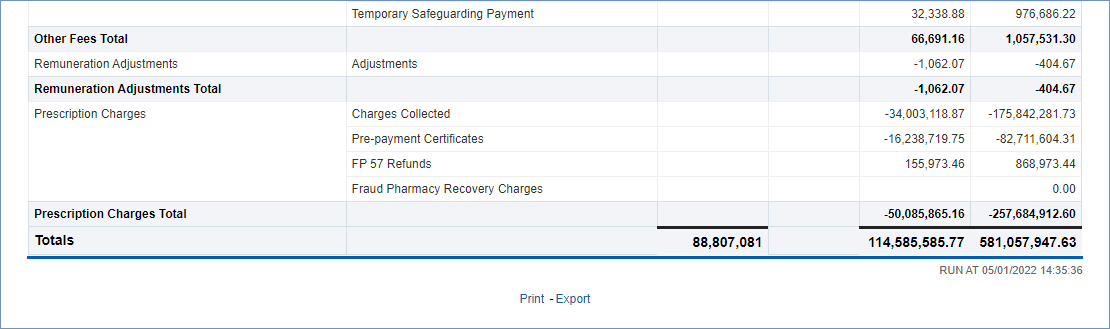 Temporary Safeguarding Payment 32,338.88 976,686.22
Other Fees Total 66,691.16 1,057,531.30
Remuneration Adjustments Adjustments -1,062.07 -404.67
Remuneration Adjustments Total -1,062.07 -404.67
Prescription Charges Charges Collected -34,003,118.87 -175,842,281.73
Pre-payment Certificates -16,238,719.75 -82,711,604.31
FP 57 Refunds 155,973.46 868,973.44
Fraud Pharmacy Recovery Charges 0.00
Prescription Charges Total -50,085,865.16 -257,684,912.60
Totals 88,807,081 114,585,585.77 581,057,947.63
RUN AT 05/01/2022 14:35:36
Print - Export